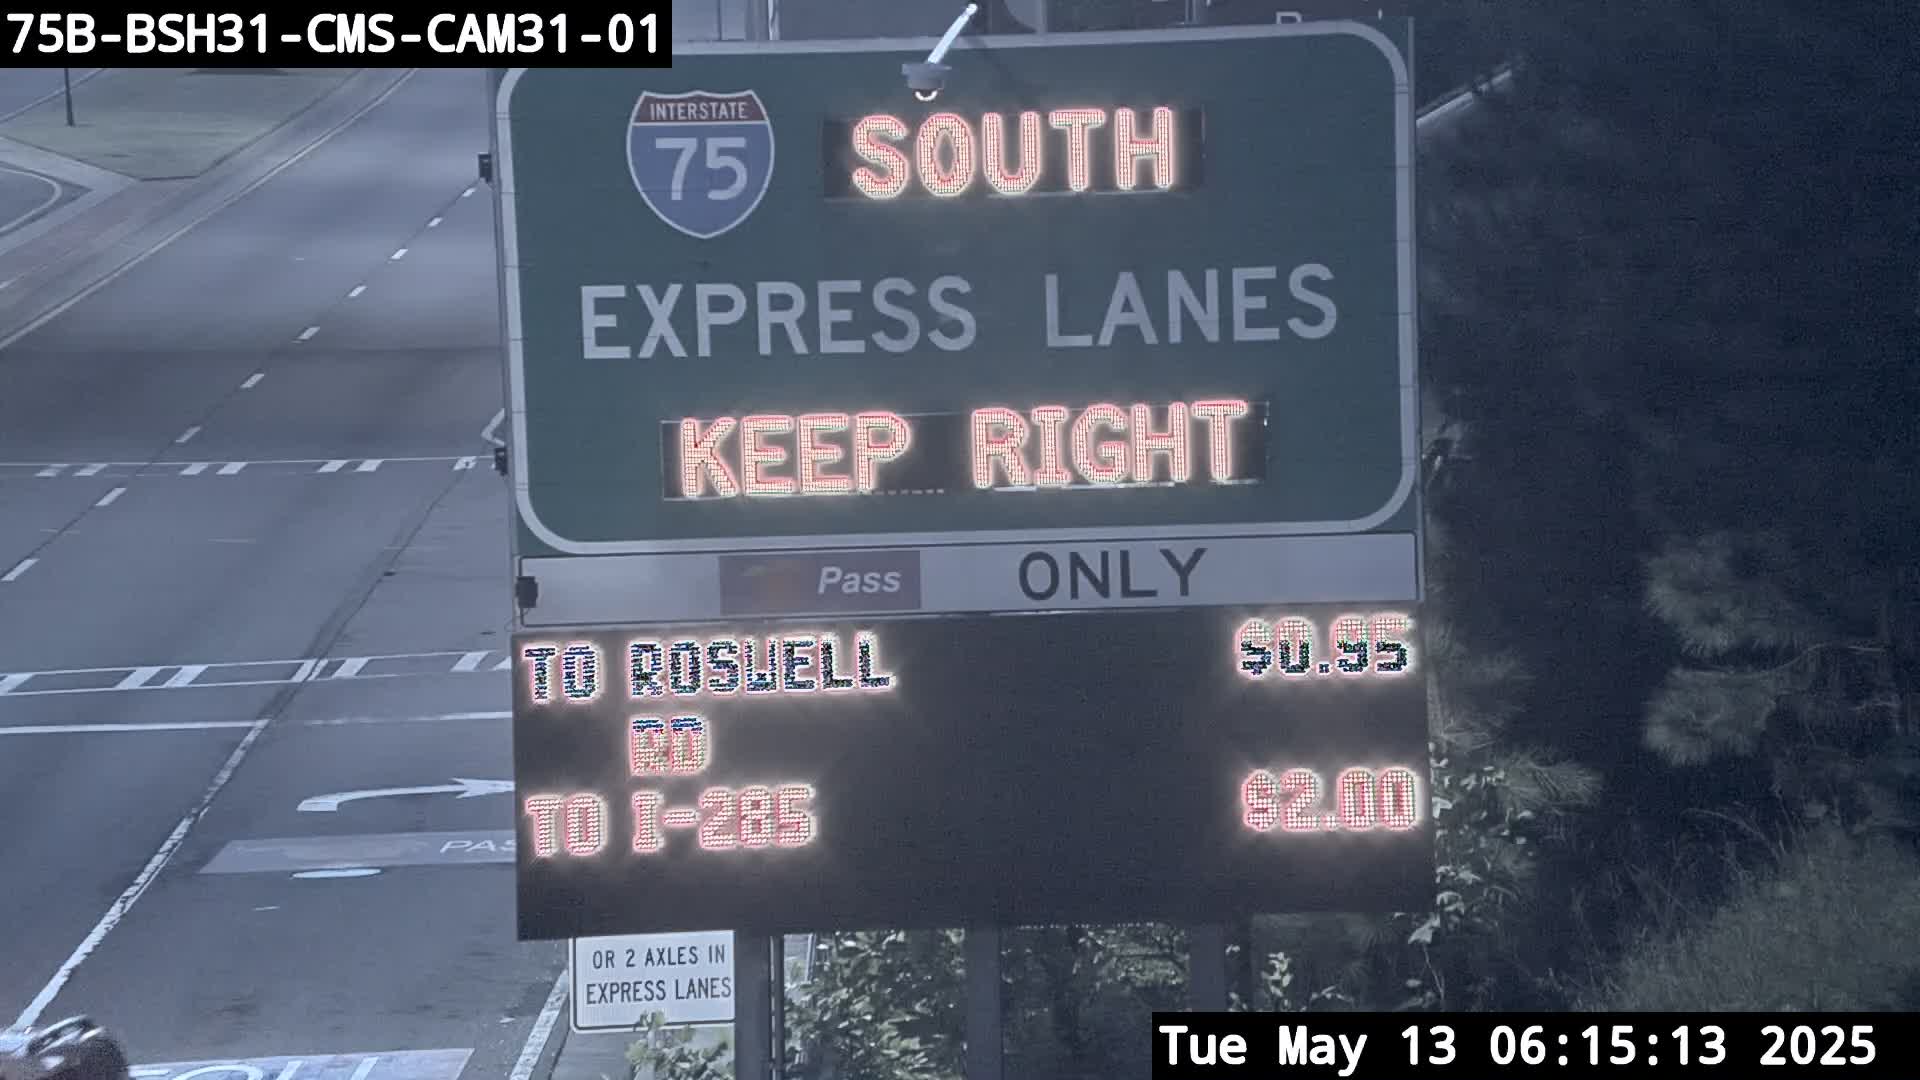 75B-BSH31-CMS-CAM31-01
INTERSTATE
75
SOUTH
EXPRESS LANES
KEEP RIGHT
Pass ONLY
TO ROSWELL $0.95
RD
TO I-285 $2.00
OR 2 AXLES IN
EXPRESS LANES
Tue May 13 06:15:13 2025